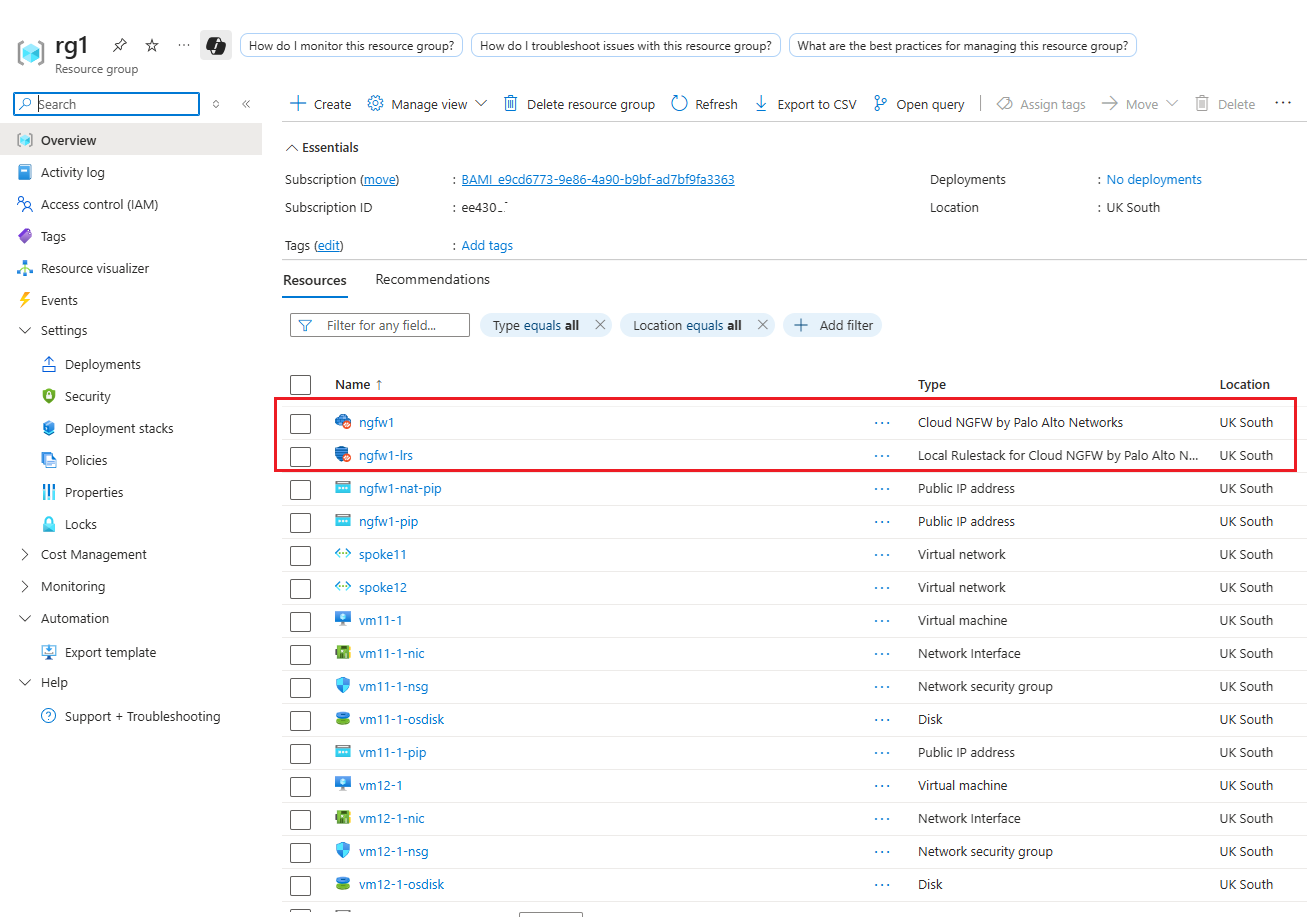 rg1
How do I monitor this resource group?
How do I troubleshoot issues with this resource group?
What are the best practices for managing this resource group?
Resource group
Search
Create
Manage view
Delete resource group
Refresh
Export to CSV
Open query
Assign tags
Move
Delete
Overview
Activity log
Access control (IAM)
Tags
Resource visualizer
Events
Settings
Deployments
Security
Deployment stacks
Policies
Properties
Locks
Cost Management
Monitoring
Automation
Export template
Help
Support + Troubleshooting
Essentials
Subscription (move) : BAMI_e9cd6773-9e86-4a90-b9bf-ad7bf9fa3363
Deployments : No deployments
Subscription ID : ee430
Location : UK South
Tags (edit) : Add tags
Resources Recommendations
Filter for any field... Type equals all Location equals all Add filter
Name ↑ Type Location
ngfw1 Cloud NGFW by Palo Alto Networks UK South
ngfw1-lrs Local Rulestack for Cloud NGFW by Palo Alto N... UK South
ngfw1-nat-pip Public IP address UK South
ngfw1-pip Public IP address UK South
spoke11 Virtual network UK South
spoke12 Virtual network UK South
vm11-1 Virtual machine UK South
vm11-1-nic Network Interface UK South
vm11-1-nsg Network security group UK South
vm11-1-osdisk Disk UK South
vm11-1-pip Public IP address UK South
vm12-1 Virtual machine UK South
vm12-1-nic Network Interface UK South
vm12-1-nsg Network security group UK South
vm12-1-osdisk Disk UK South